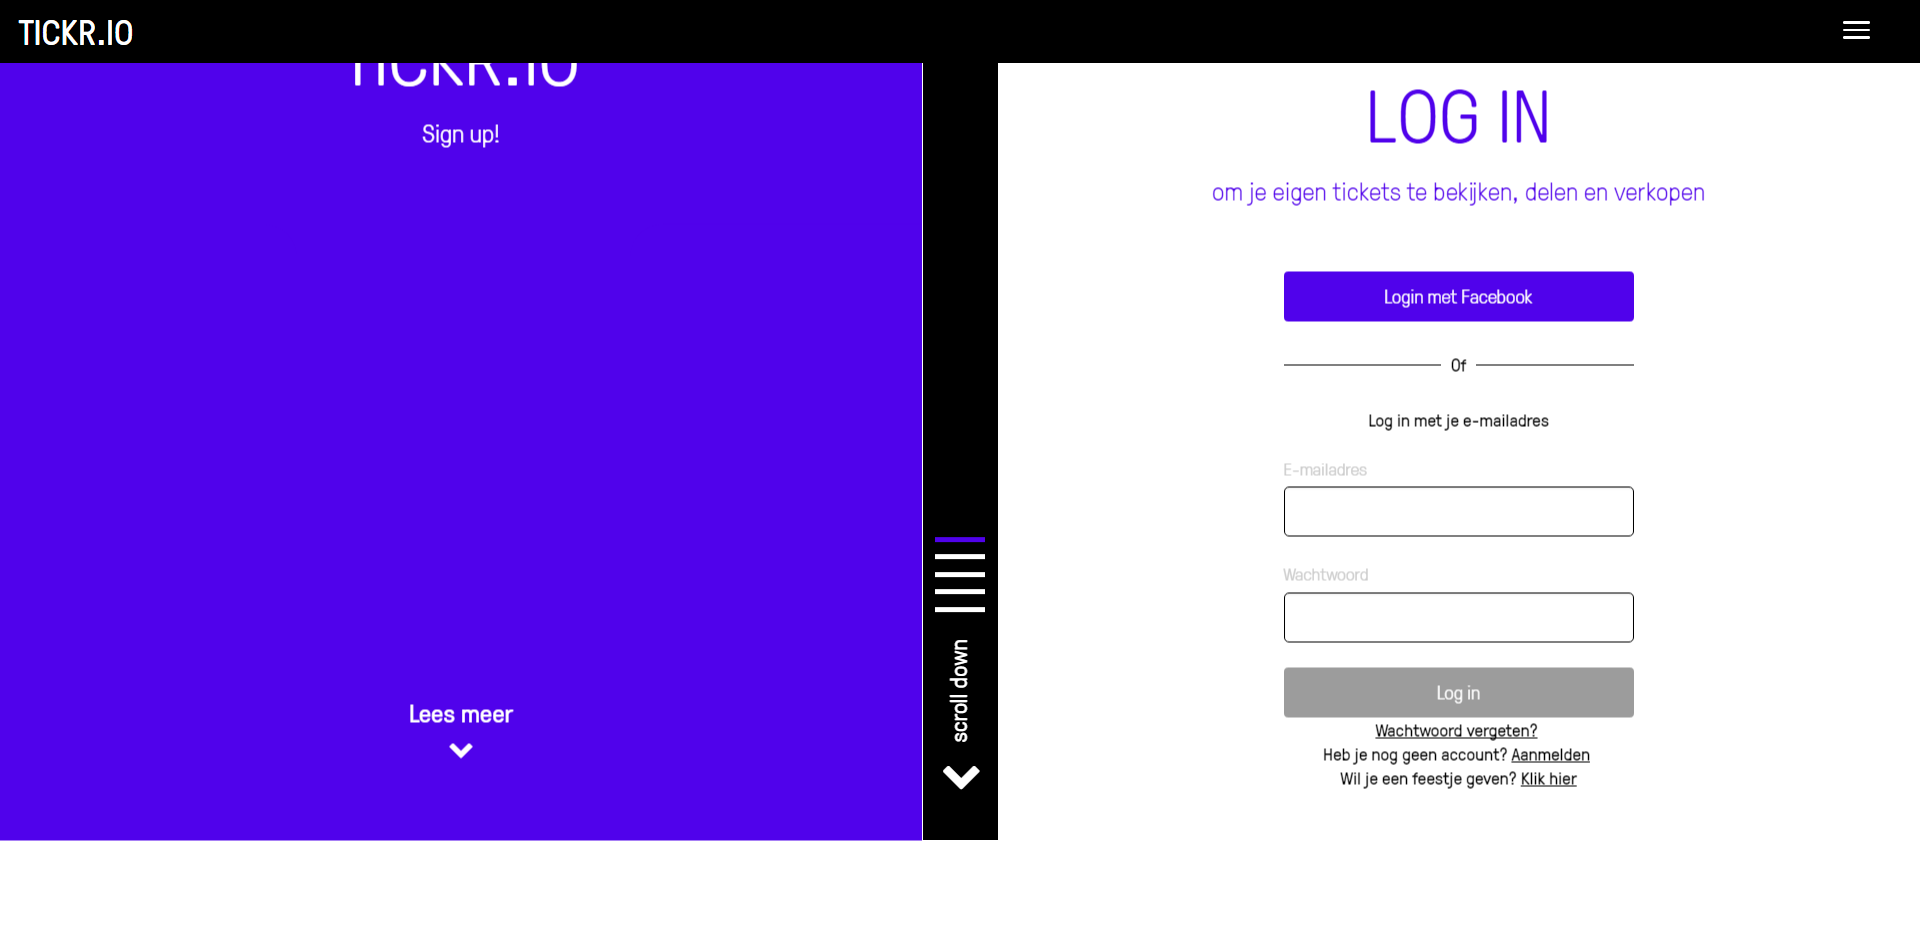 TICKR.IO
TICKR.IO
Sign up!
Lees meer
scroll down
LOG IN
om je eigen tickets te bekijken, delen en verkopen
Login met Facebook
Of
Log in met je e-mailadres
E-mailadres
Wachtwoord
Log in
Wachtwoord vergeten?
Heb je nog geen account? Aanmelden
Wil je een feestje geven? Klik hier